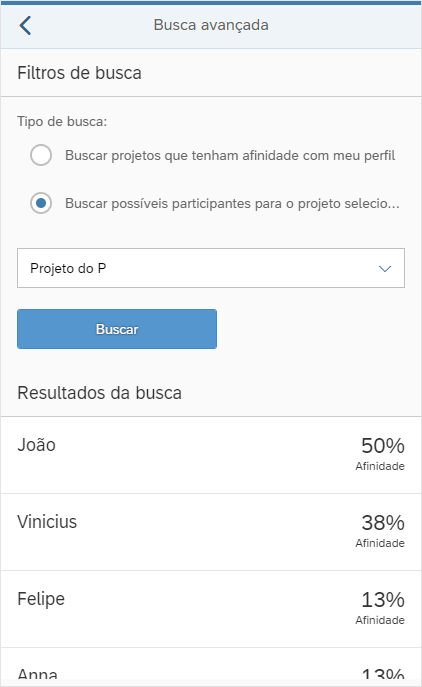 Busca avançada
Filtros de busca
Tipo de busca:
Buscar projetos que tenham afinidade com meu perfil
Buscar possíveis participantes para o projeto selecio...
Projeto do P
Buscar
Resultados da busca
João
50%
Afinidade
Vinicius
38%
Afinidade
Felipe
13%
Afinidade
Anna
13%